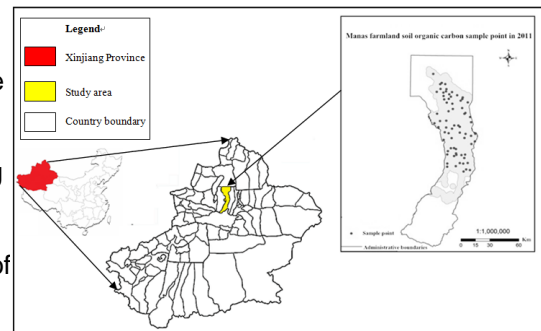 Legend
Xinjiang Province
Study area
Country boundary
Manas farmland soil organic carbon sample point in 2011
Sample point
Administrative boundaries
1:1,000,000
0 15 30 60
Km
e
g
of